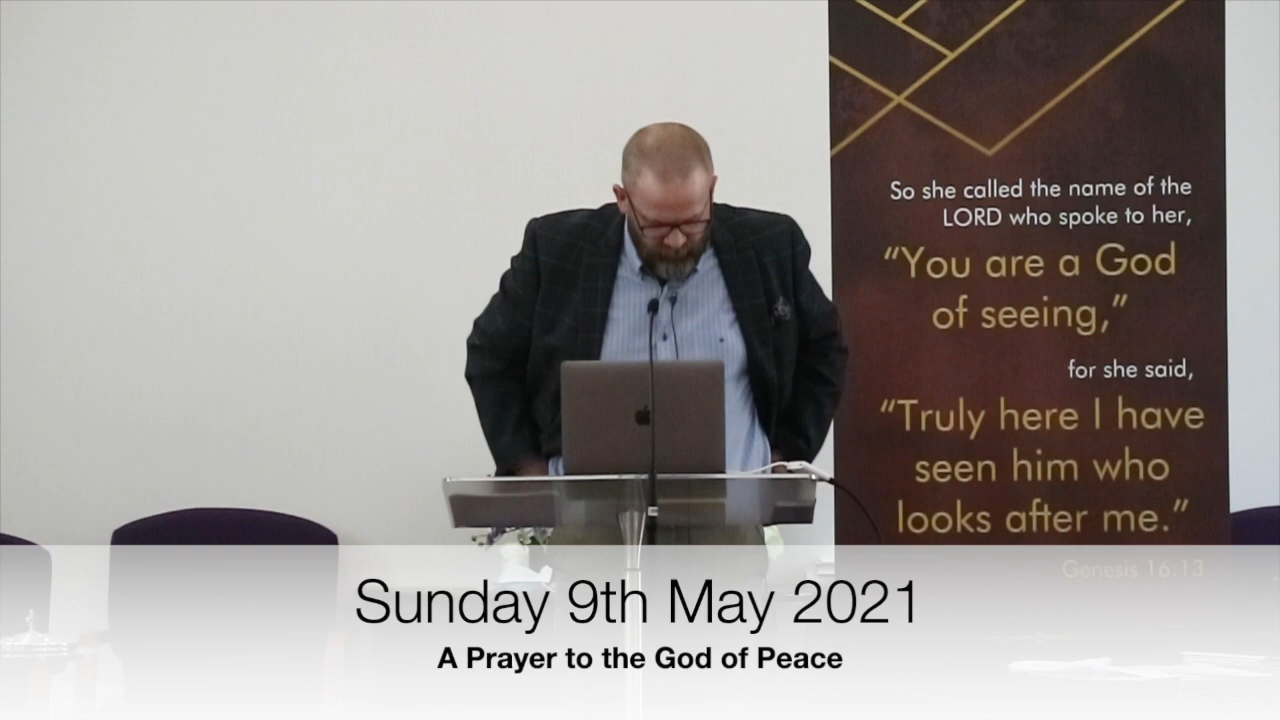 So she called the name of the
LORD who spoke to her,
“You are a God
of seeing,”
for she said,
“Truly here I have
seen him who
looks after me.”
Genesis 16:13
Sunday 9th May 2021
A Prayer to the God of Peace